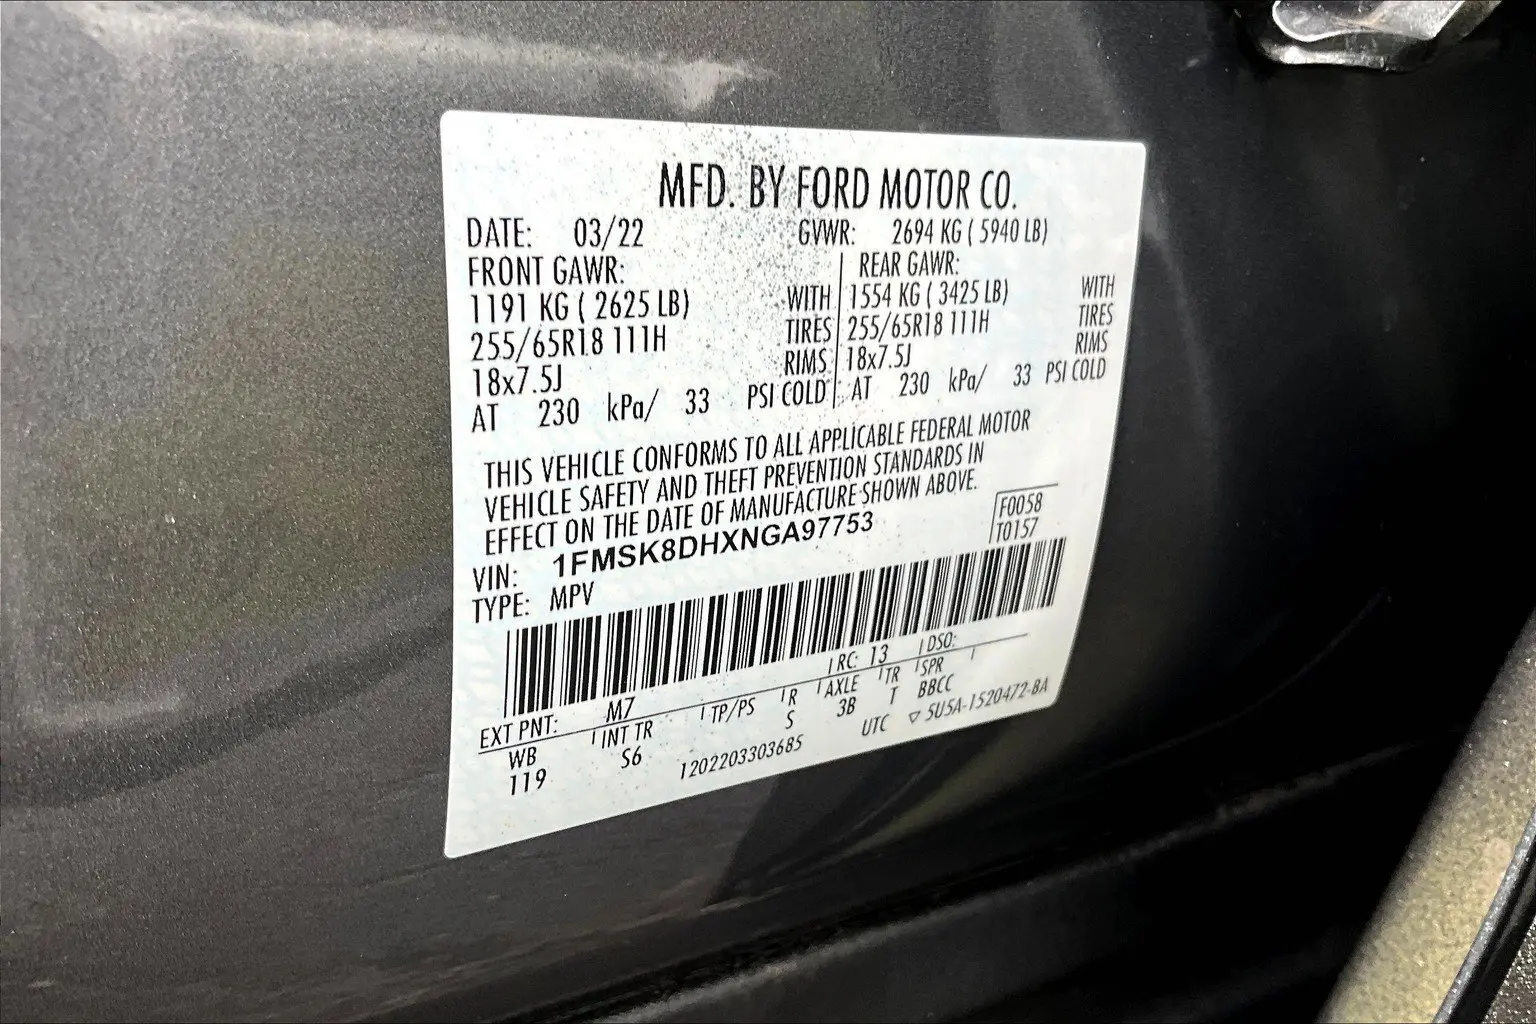 MFD. BY FORD MOTOR CO.
DATE: 03/22 GVWR: 2694 KG ( 5940 LB)
FRONT GAWR: REAR GAWR:
1191 KG ( 2625 LB) WITH 1554 KG ( 3425 LB) WITH
255/65R18 111H TIRES 255/65R18 111H TIRES
18x7.5J RIMS 18x7.5J RIMS
AT 230 kPa/ 33 PSI COLD AT 230 kPa/ 33 PSI COLD
THIS VEHICLE CONFORMS TO ALL APPLICABLE FEDERAL MOTOR
VEHICLE SAFETY AND THEFT PREVENTION STANDARDS IN
EFFECT ON THE DATE OF MANUFACTURE SHOWN ABOVE.
F0058
T0157
VIN: 1FMSK8DHXNGA97753
TYPE: MPV
EXT PNT: M7 RC: 13 DSO:
WB INT TR TP/PS R AXLE TR SPR
119 S6 S 3B T BBCC
1202203303685 UTC ▽ 5U5A-1520472-BA